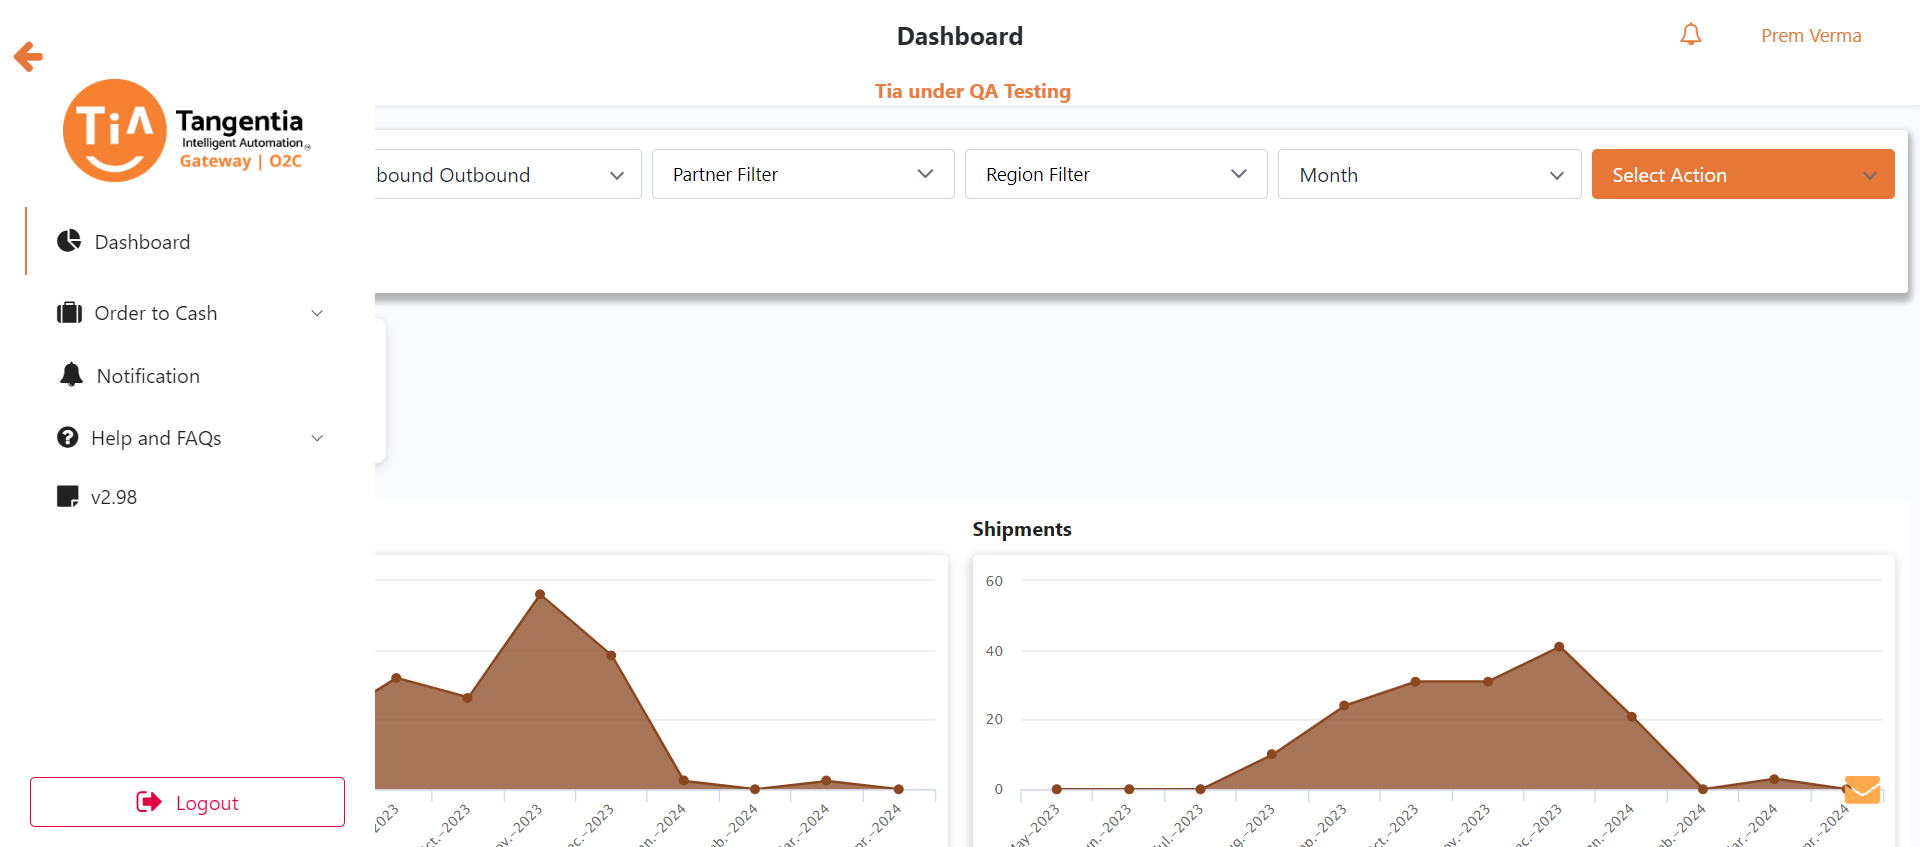 Dashboard
Prem Verma
Tia under QA Testing
TiA Tangentia
Intelligent Automation
Gateway | O2C
bound Outbound
Partner Filter
Region Filter
Month
Select Action
Dashboard
Order to Cash
Notification
Help and FAQs
v2.98
Logout
Shipments
60
40
20
0
2023
ct.-2023
ov.-2023
ec.-2023
an.-2024
eb.-2024
ar.-2024
pr.-2024
May-2023
un.-2023
ul.-2023
ug.-2023
ep.-2023
ct.-2023
ov.-2023
ec.-2023
an.-2024
eb.-2024
ar.-2024
pr.-2024